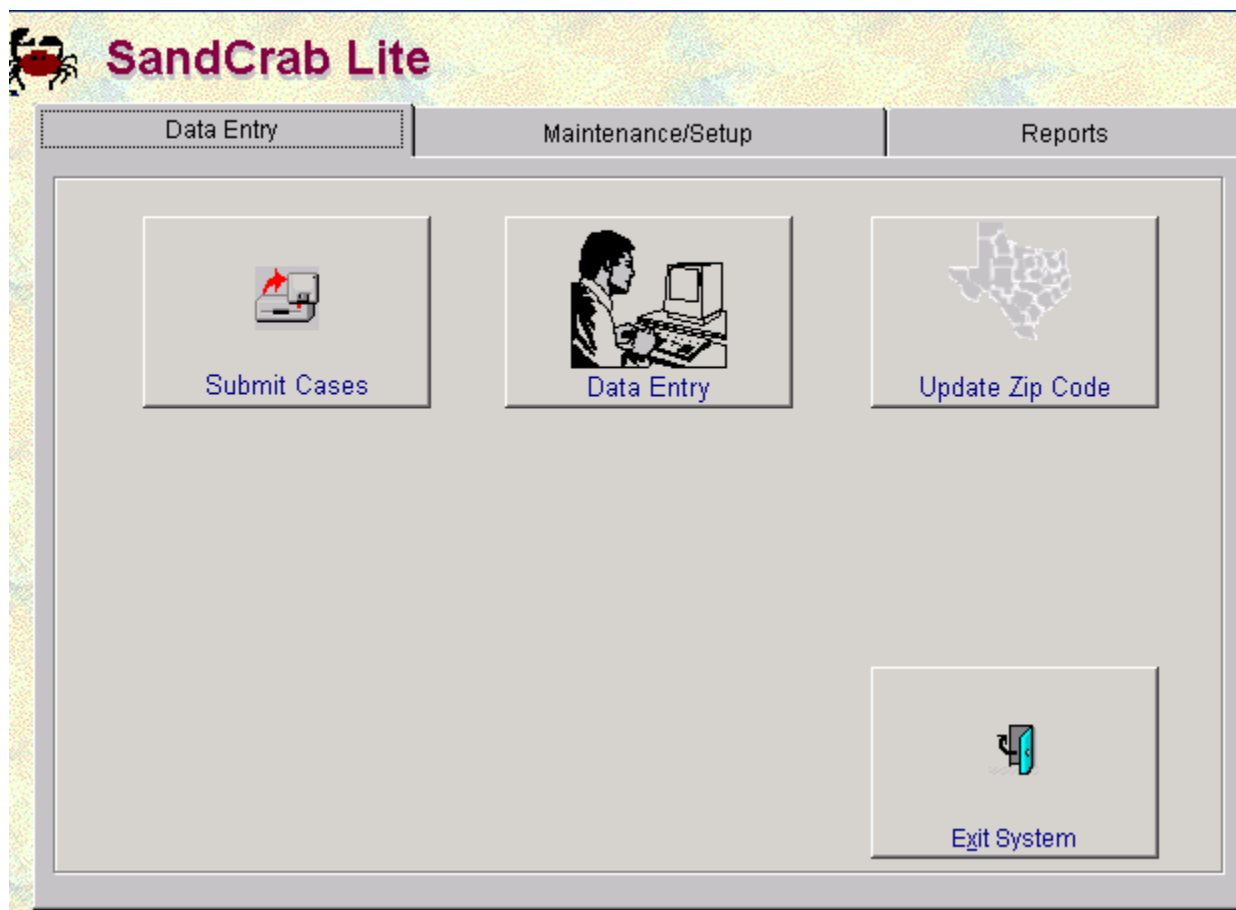 SandCrab Lite
Data Entry
Maintenance/Setup
Reports
Submit Cases
Data Entry
Update Zip Code
Exit System